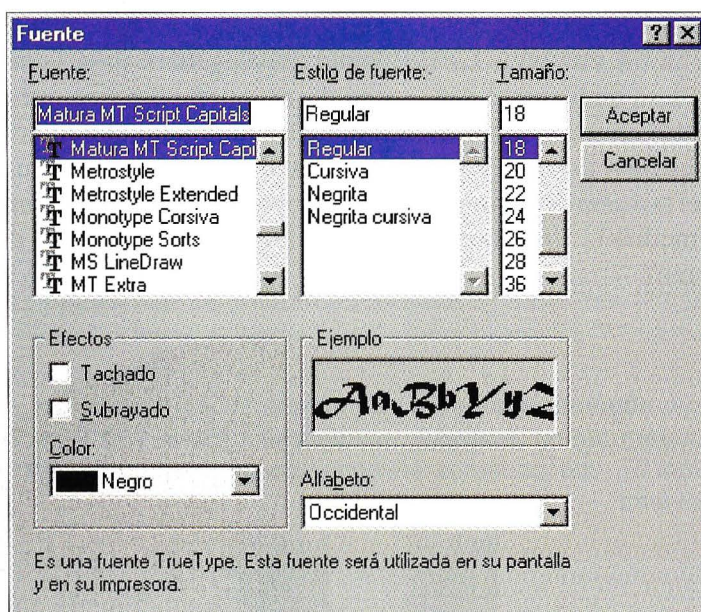 Fuente
Fuente:
Estilo de fuente:
Tamaño:
Matura MT Script Capitals
Regular
18
Aceptar
Cancelar
Matura MT Script Capi
Metrostyle
Metrostyle Extended
Monotype Corsiva
Monotype Sorts
MS LineDraw
MT Extra
Regular
Cursiva
Negrita
Negrita cursiva
18
20
22
24
26
28
36
Efectos
Tachado
Subrayado
Color:
Negro
Ejemplo
AaBbYyZ
Alfabeto:
Occidental
Es una fuente TrueType. Esta fuente será utilizada en su pantalla
y en su impresora.